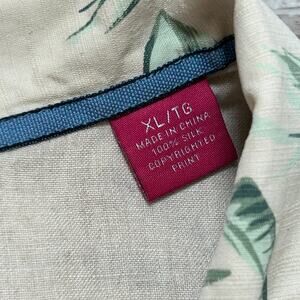 XL/TG
MADE IN CHINA
100% SILK
COPYRIGHTED
PRINT